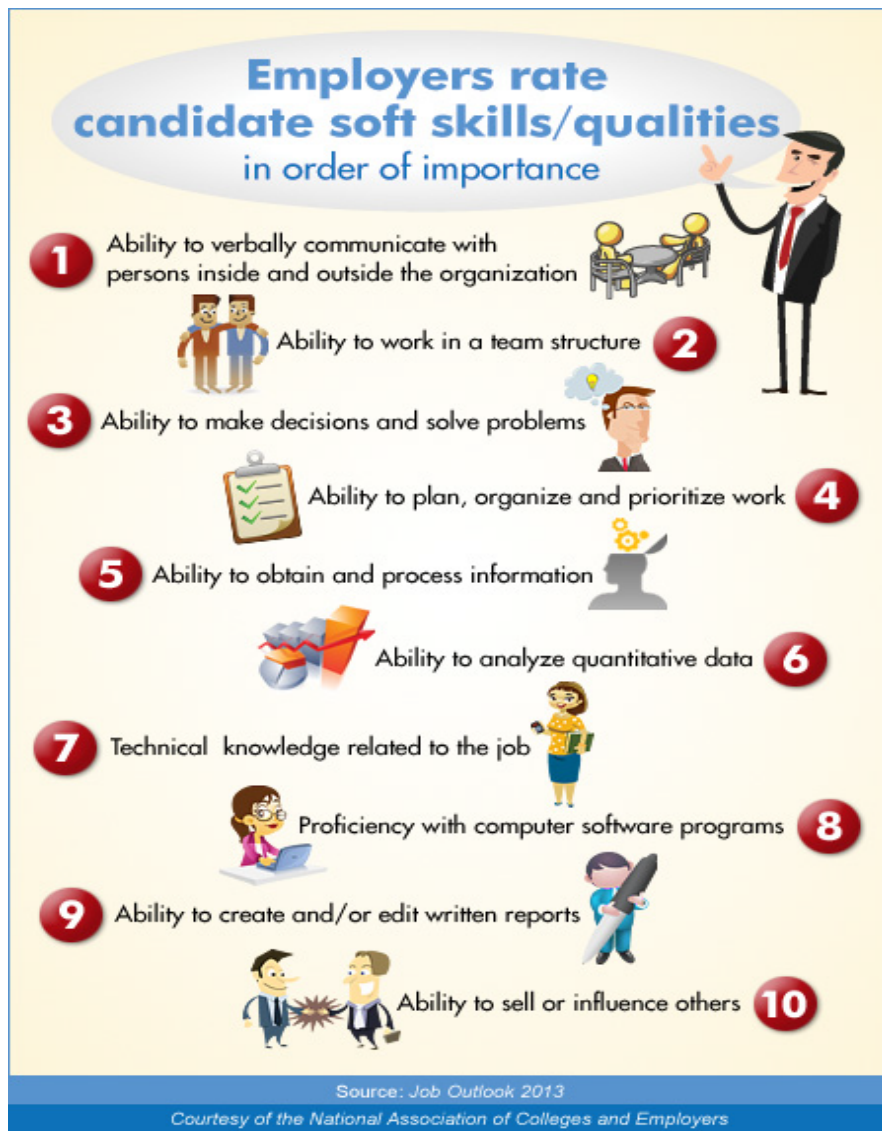 Employers rate
candidate soft skills/qualities
in order of importance
1
Ability to verbally communicate with
persons inside and outside the organization
Ability to work in a team structure
2
3
Ability to make decisions and solve problems
Ability to plan, organize and prioritize work
4
5
Ability to obtain and process information
Ability to analyze quantitative data
6
7
Technical knowledge related to the job
Proficiency with computer software programs
8
9
Ability to create and/or edit written reports
Ability to sell or influence others
10
Source: Job Outlook 2013
Courtesy of the National Association of Colleges and Employers